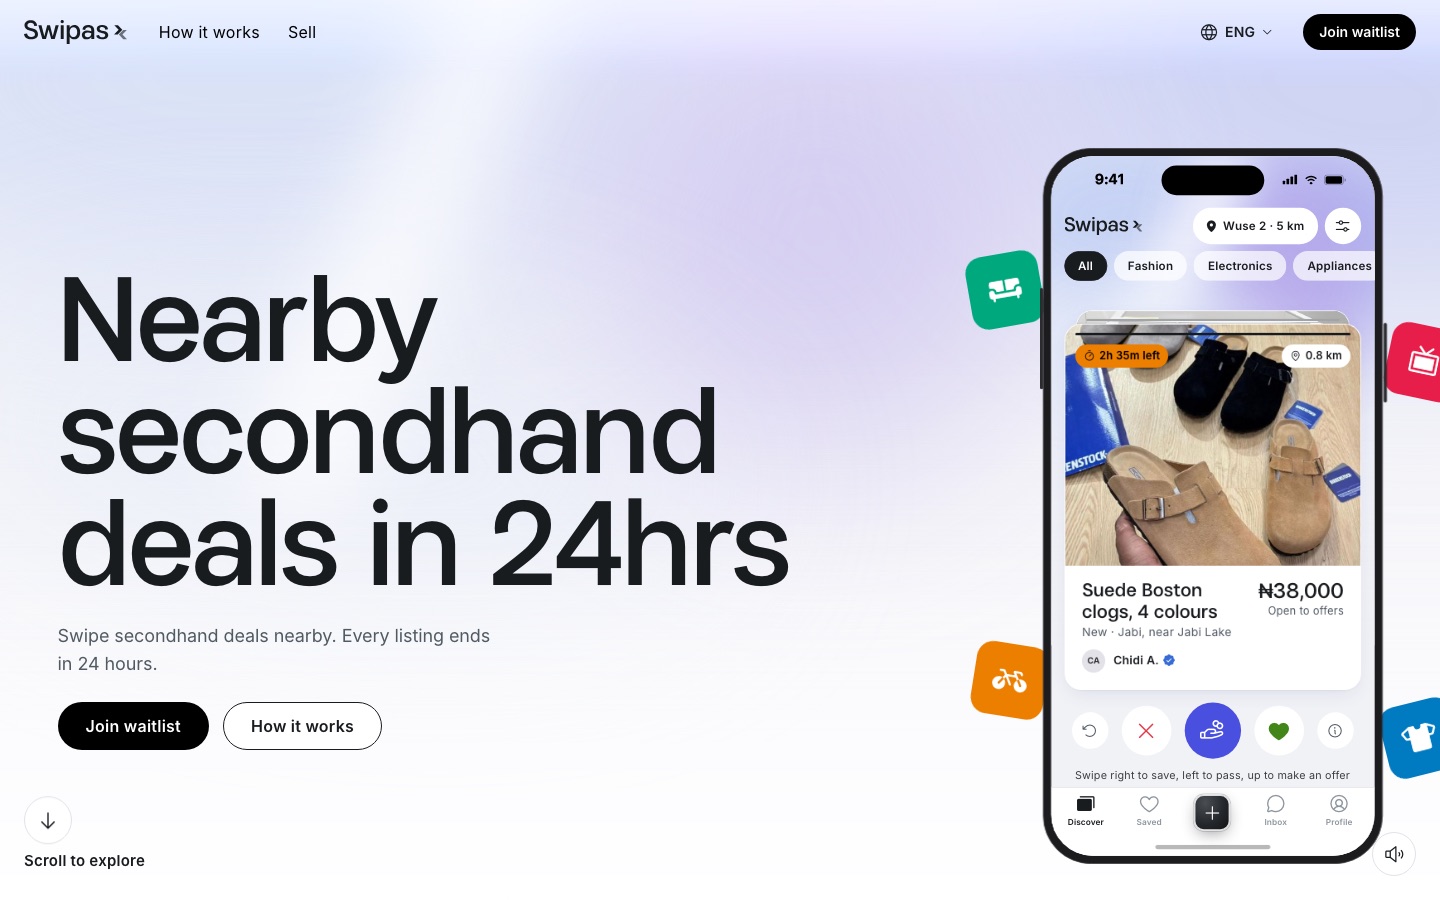 Swipas
How it works
Sell
ENG
Join waitlist
Nearby
secondhand
deals in 24hrs
Swipe secondhand deals nearby. Every listing ends
in 24 hours.
Join waitlist
How it works
Scroll to explore
9:41
Swipas
Wuse 2 · 5 km
All
Fashion
Electronics
Appliances
2h 35m left
0.8 km
ENSTOCK
Suede Boston
clogs, 4 colours
₦38,000
Open to offers
New · Jabi, near Jabi Lake
CA
Chidi A.
Swipe right to save, left to pass, up to make an offer
Discover
Saved
Inbox
Profile